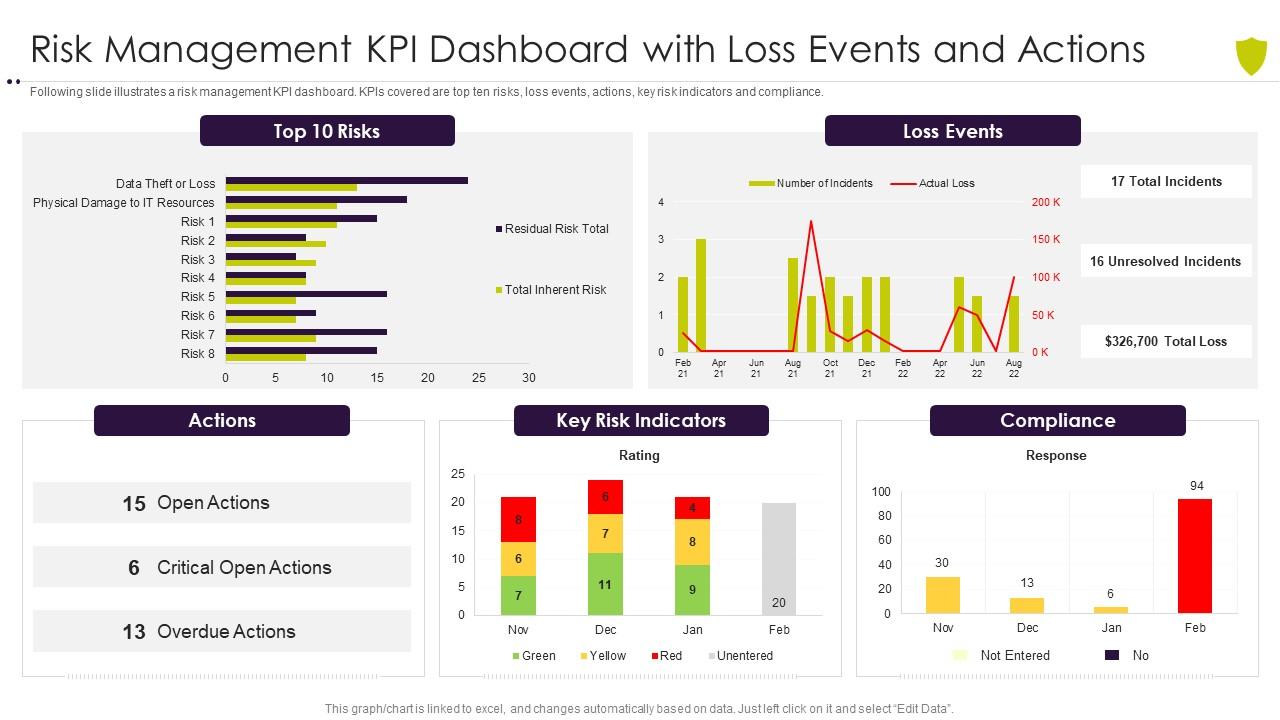 Risk Management KPI Dashboard with Loss Events and Actions
Following slide illustrates a risk management KPI dashboard. KPIs covered are top ten risks, loss events, actions, key risk indicators and compliance.
Top 10 Risks
Data Theft or Loss
Physical Damage to IT Resources
Risk 1
Risk 2
Risk 3
Risk 4
Risk 5
Risk 6
Risk 7
Risk 8
0 5 10 15 20 25 30
Residual Risk Total
Total Inherent Risk
Loss Events
Number of Incidents Actual Loss
4
3
2
1
0
200 K
150 K
100 K
50 K
0 K
Feb Apr Jun Aug Oct Dec Feb Apr Jun Aug
21 21 21 21 21 21 22 22 22 22
17 Total Incidents
16 Unresolved Incidents
$326,700 Total Loss
Actions
15 Open Actions
6 Critical Open Actions
13 Overdue Actions
Key Risk Indicators
Rating
25
20
15
10
5
0
8
6
7
6
7
11
4
8
9
20
Nov Dec Jan Feb
Green Yellow Red Unentered
Compliance
Response
100
80
60
40
20
0
30
13
6
94
Nov Dec Jan Feb
Not Entered No
This graph/chart is linked to excel, and changes automatically based on data. Just left click on it and select “Edit Data”.